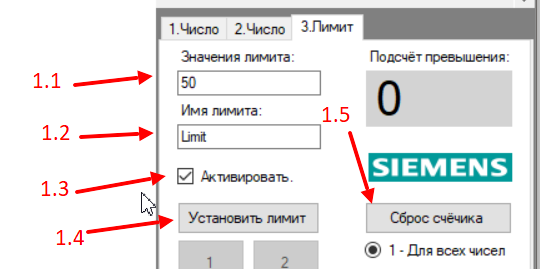 1.Число 2.Число 3.Лимит
Значения лимита: Подсчёт превышения:
1.1 50
0
Имя лимита:
1.5
1.2 Limit
SIEMENS
1.3 Активировать.
Установить лимит Сброс счёчика
1.4
1 2 1 - Для всех чисел